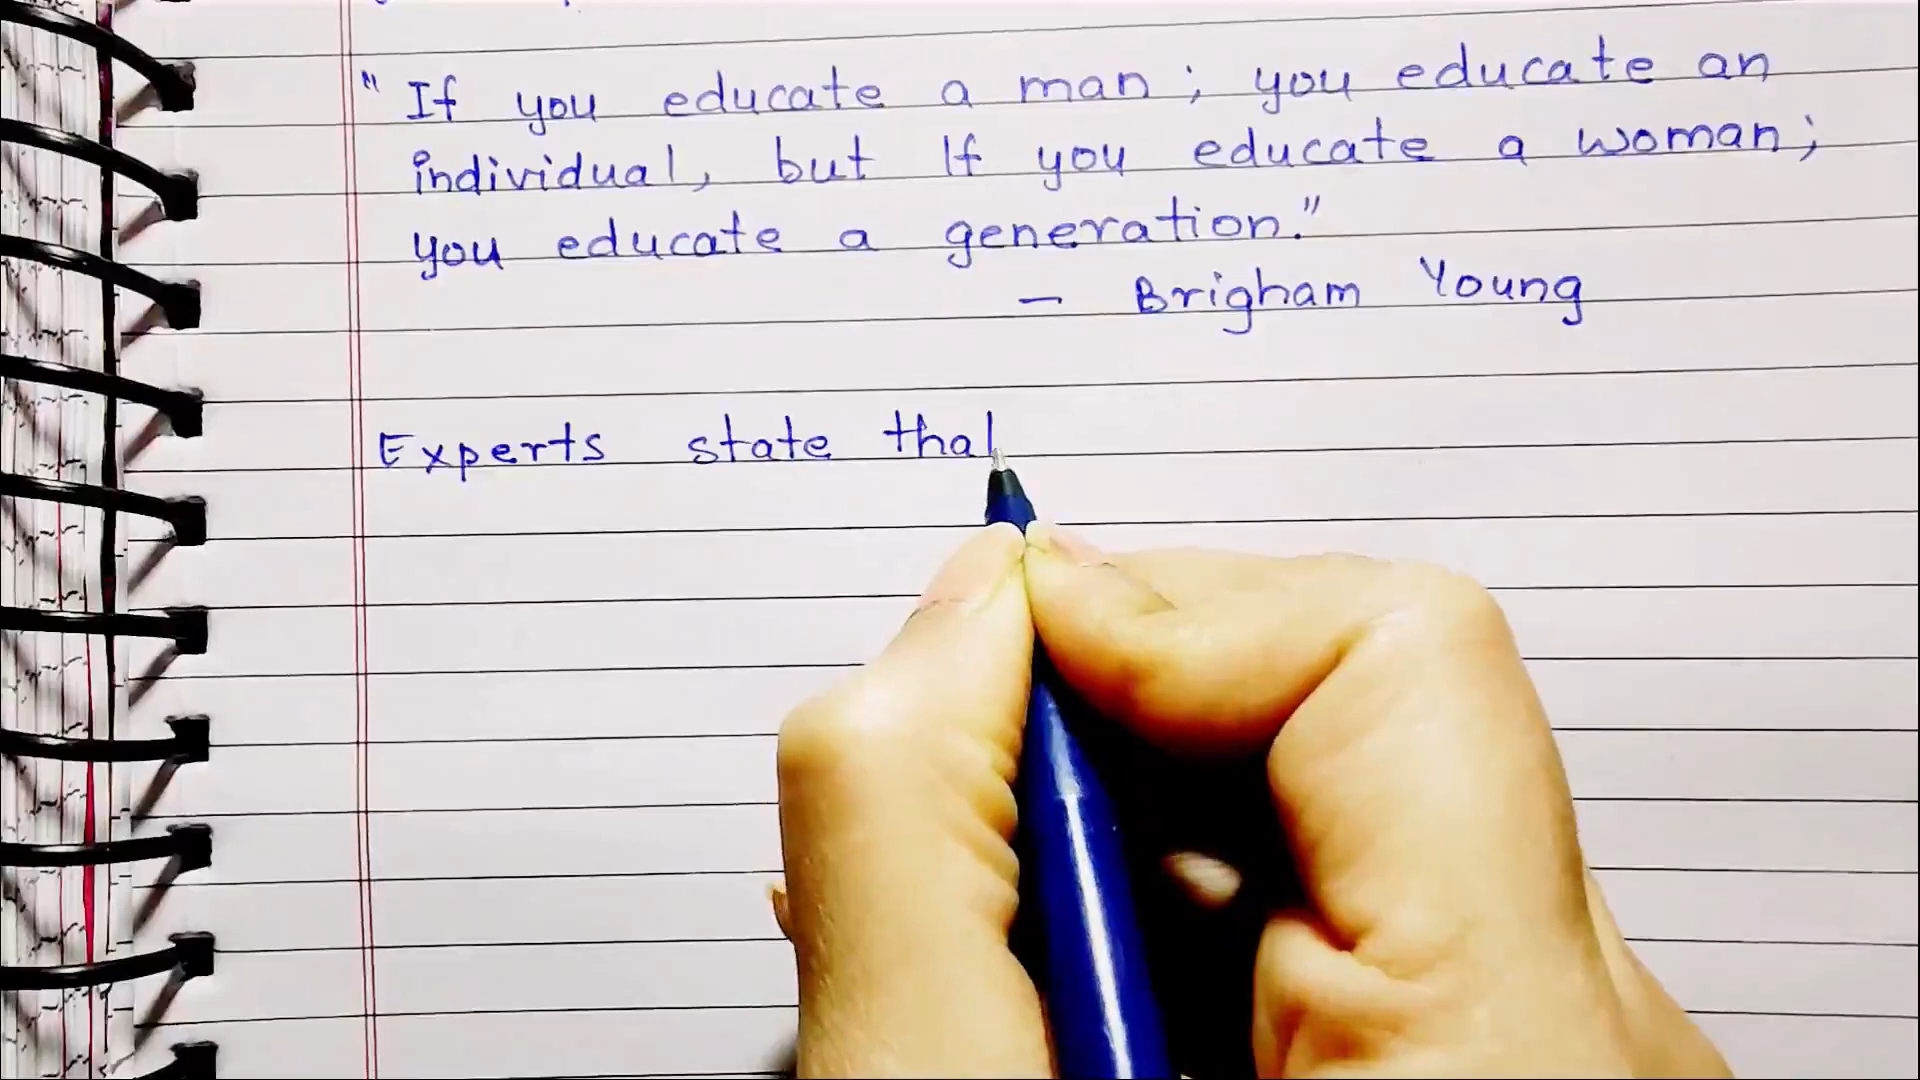 "If you educate a man; you educate an
individual, but If you educate a woman;
you educate a generation."
– Brigham Young
Experts state tha